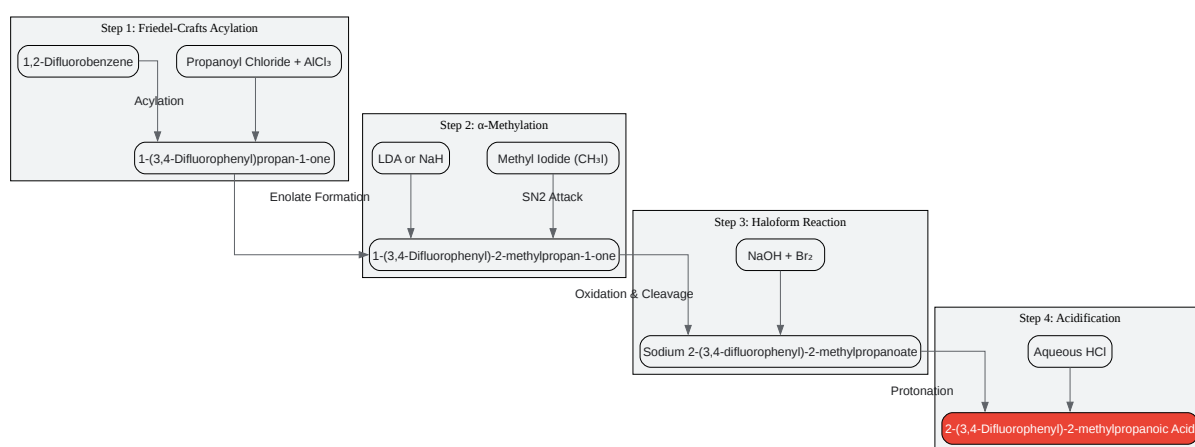 Step 1: Friedel-Crafts Acylation
1,2-Difluorobenzene
Propanoyl Chloride + AlCl₃
Acylation
1-(3,4-Difluorophenyl)propan-1-one
Step 2: α-Methylation
LDA or NaH
Methyl Iodide (CH₃I)
Enolate Formation
SN2 Attack
1-(3,4-Difluorophenyl)-2-methylpropan-1-one
Step 3: Haloform Reaction
NaOH + Br₂
Oxidation & Cleavage
Sodium 2-(3,4-difluorophenyl)-2-methylpropanoate
Step 4: Acidification
Aqueous HCl
Protonation
2-(3,4-Difluorophenyl)-2-methylpropanoic Acid